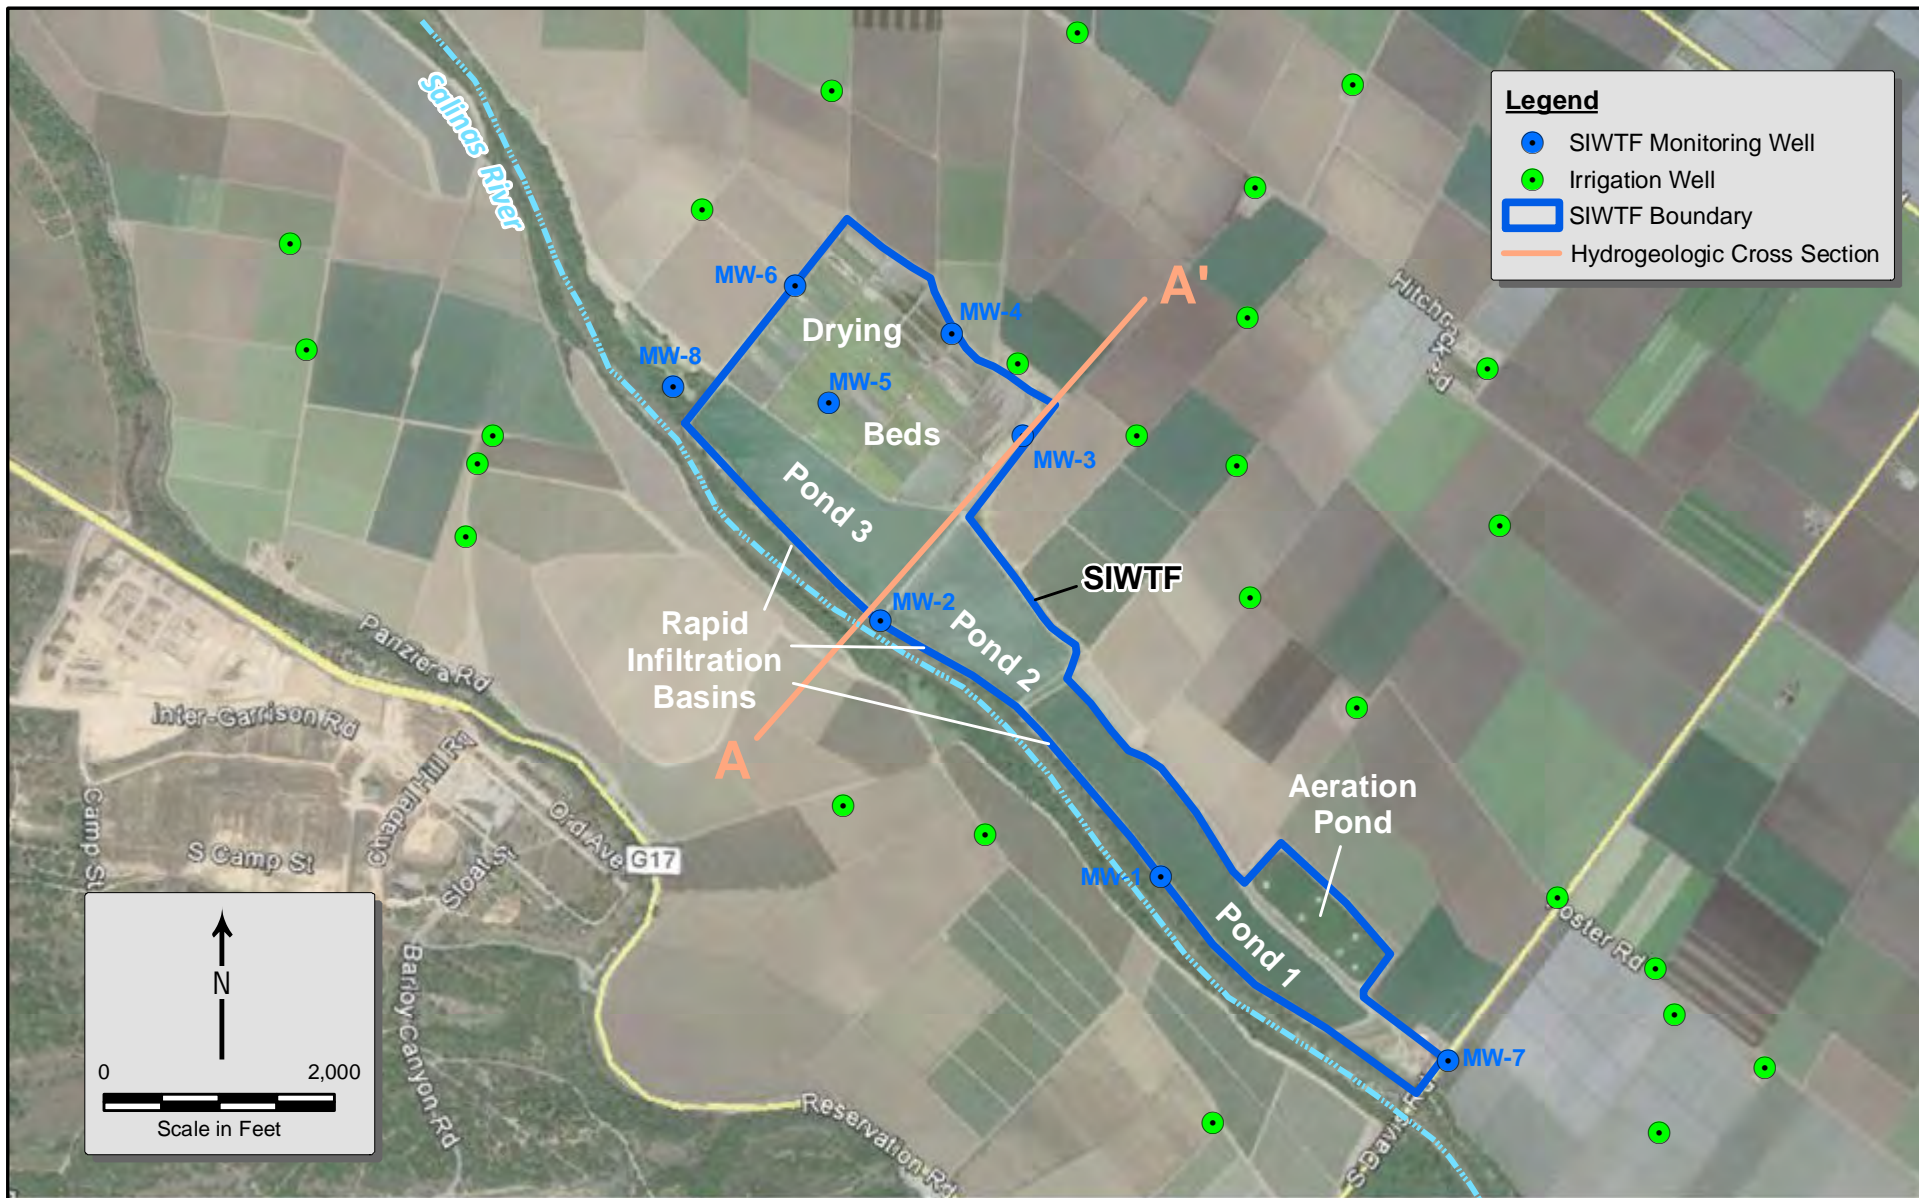 Salinas River
Legend
SIWTF Monitoring Well
Irrigation Well
SIWTF Boundary
Hydrogeologic Cross Section
MW-6
MW-4
A'
Drying
MW-8
MW-5
Beds
MW-3
Pond 3
SIWTF
MW-2
Rapid
Infiltration
Basins
Pond 2
Panziera Rd
Inter-Garrison Rd
A
Chapel Hill Rd
Camp St
S Camp St
Sloat St
Ord Ave
G17
Aeration
Pond
MW-1
Pond 1
MW-7
Barloy Canyon Rd
Reservation Rd
S Davis Rd
N
0 2,000
Scale in Feet